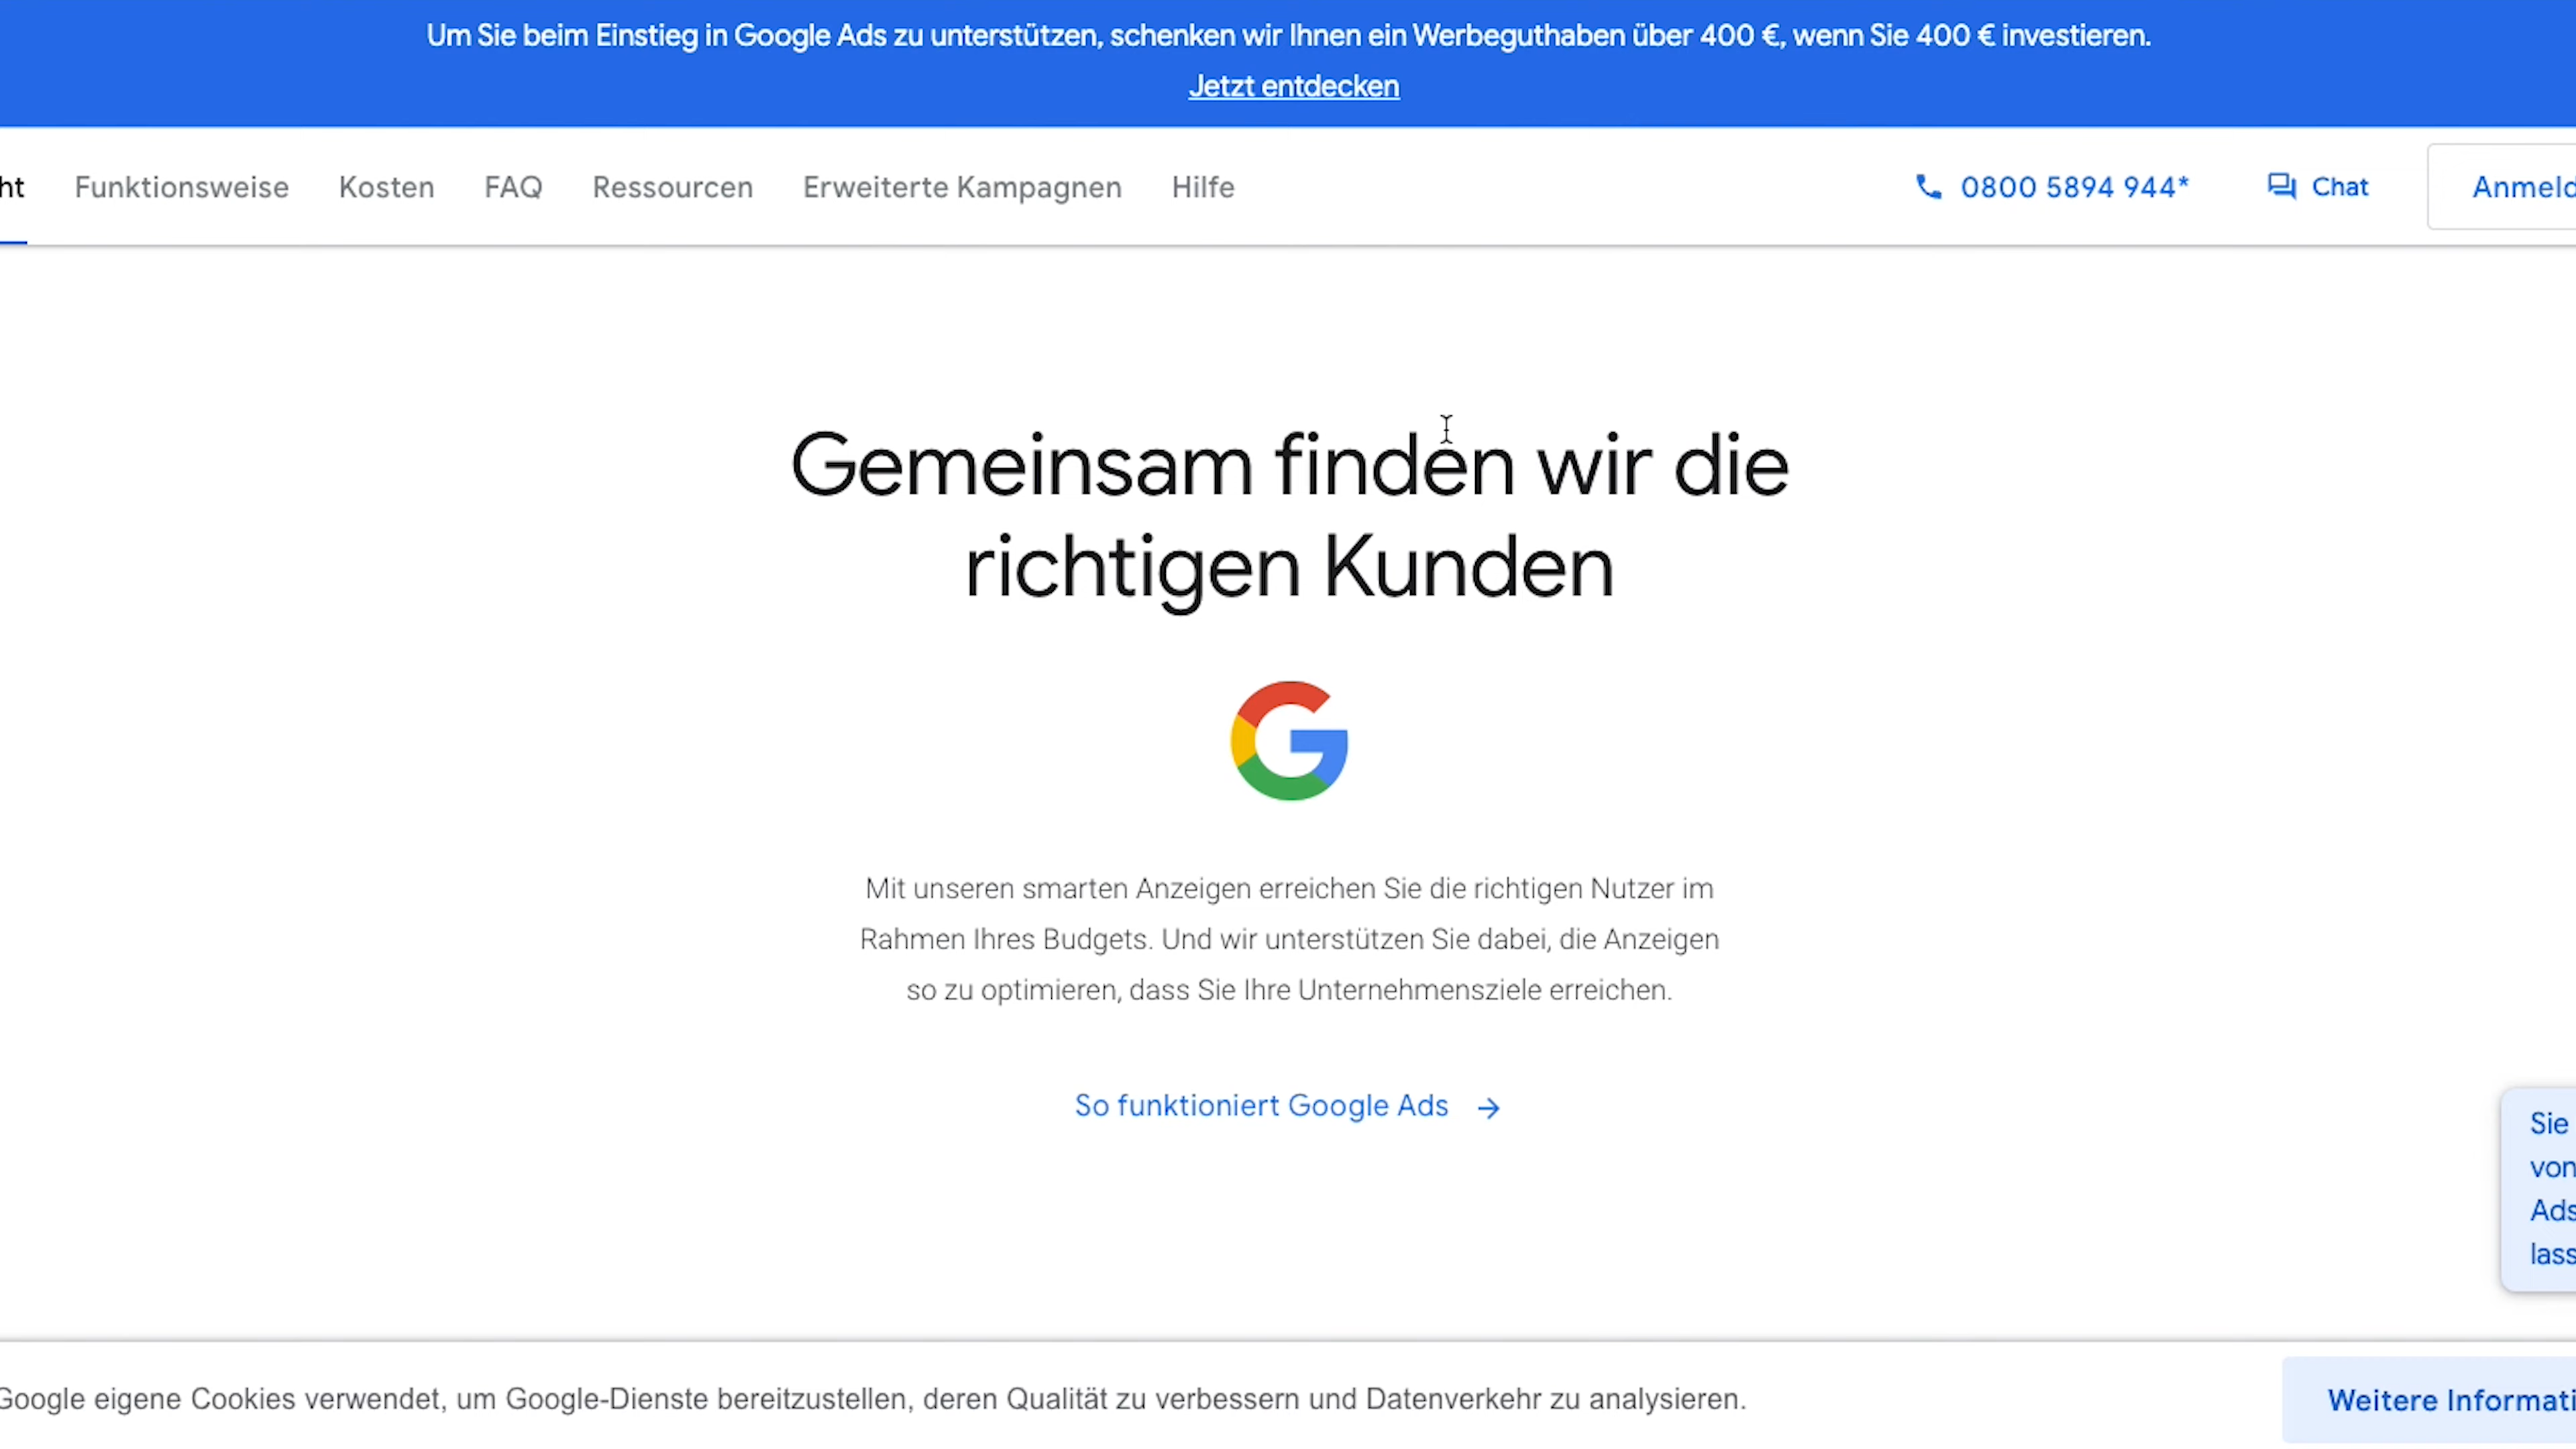 Um Sie beim Einstieg in Google Ads zu unterstützen, schenken wir Ihnen ein Werbeguthaben über 400 €, wenn Sie 400 € investieren.
Jetzt entdecken
ht Funktionsweise Kosten FAQ Ressourcen Erweiterte Kampagnen Hilfe 0800 5894 944* Chat Anmeld
Gemeinsam finden wir die
richtigen Kunden
Mit unseren smarten Anzeigen erreichen Sie die richtigen Nutzer im
Rahmen Ihres Budgets. Und wir unterstützen Sie dabei, die Anzeigen
so zu optimieren, dass Sie Ihre Unternehmensziele erreichen.
So funktioniert Google Ads
Sie
von
Ads
lass
Google eigene Cookies verwendet, um Google-Dienste bereitzustellen, deren Qualität zu verbessern und Datenverkehr zu analysieren.
Weitere Informati